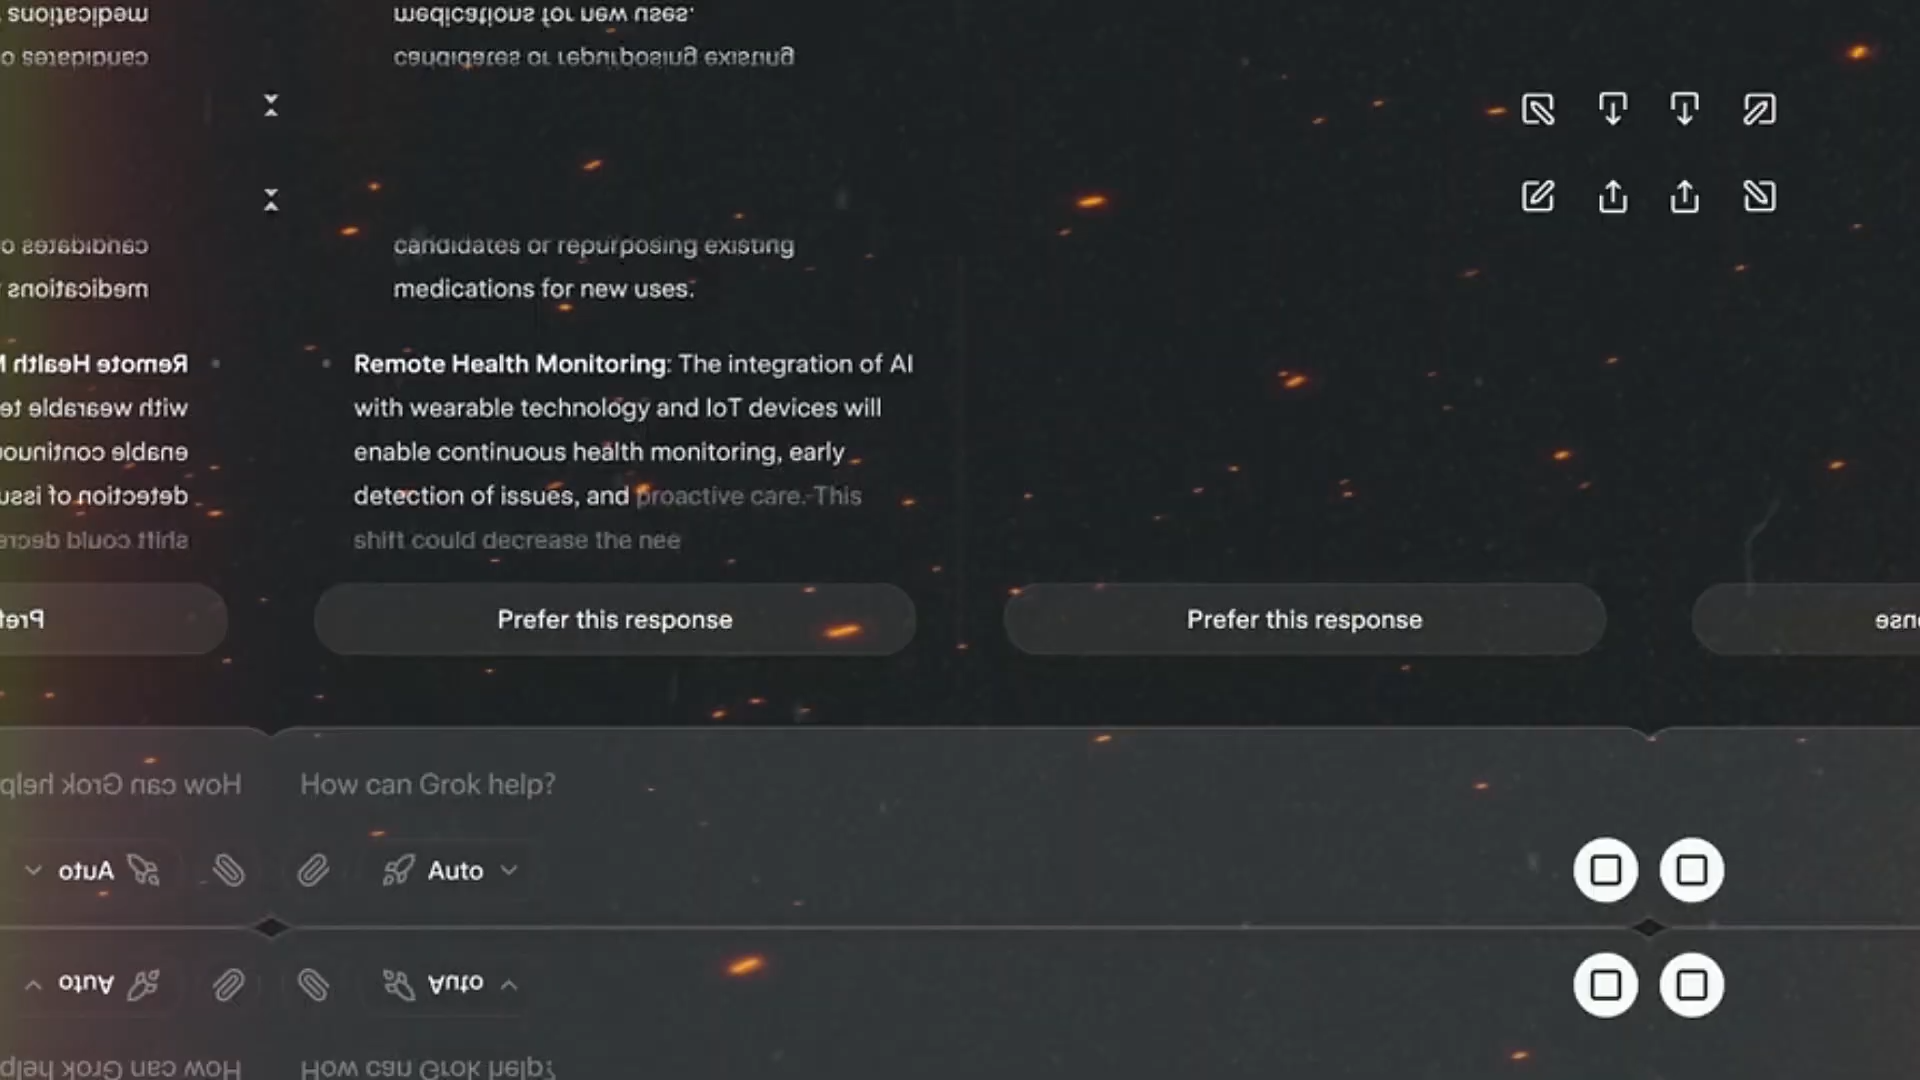 medications for new uses.
candidates or repurposing existing
candidates or repurposing existing
medications for new uses.
Remote Health Monitoring: The integration of AI
with wearable technology and IoT devices will
enable continuous health monitoring, early
detection of issues, and proactive care. This
shift could decrease the nee
Prefer this response
Prefer this response
How can Grok help?
Auto
Auto
How can Grok help?